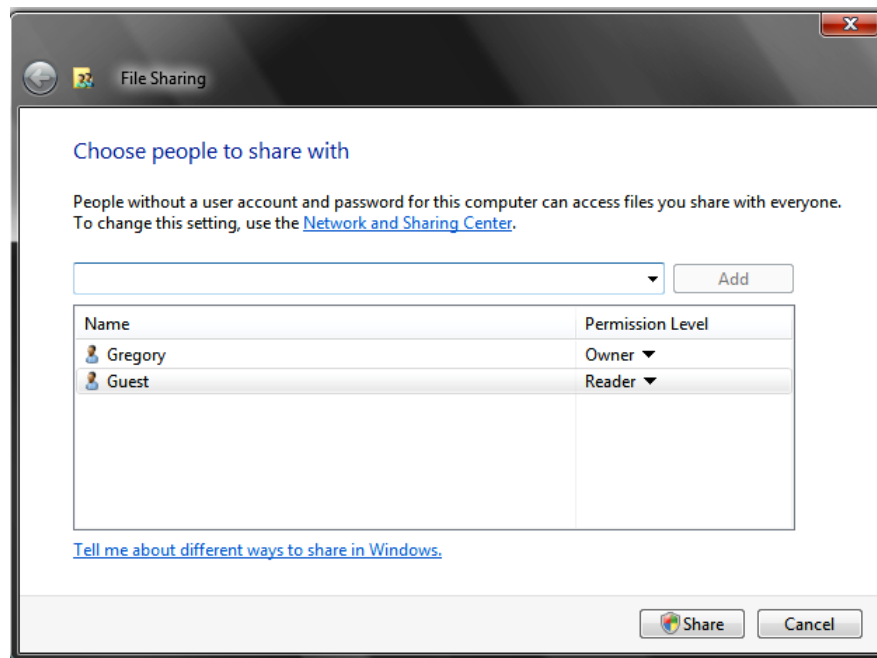 File Sharing
Choose people to share with
People without a user account and password for this computer can access files you share with everyone.
To change this setting, use the Network and Sharing Center.
Add
Name Permission Level
Gregory Owner
Guest Reader
Tell me about different ways to share in Windows.
Share Cancel